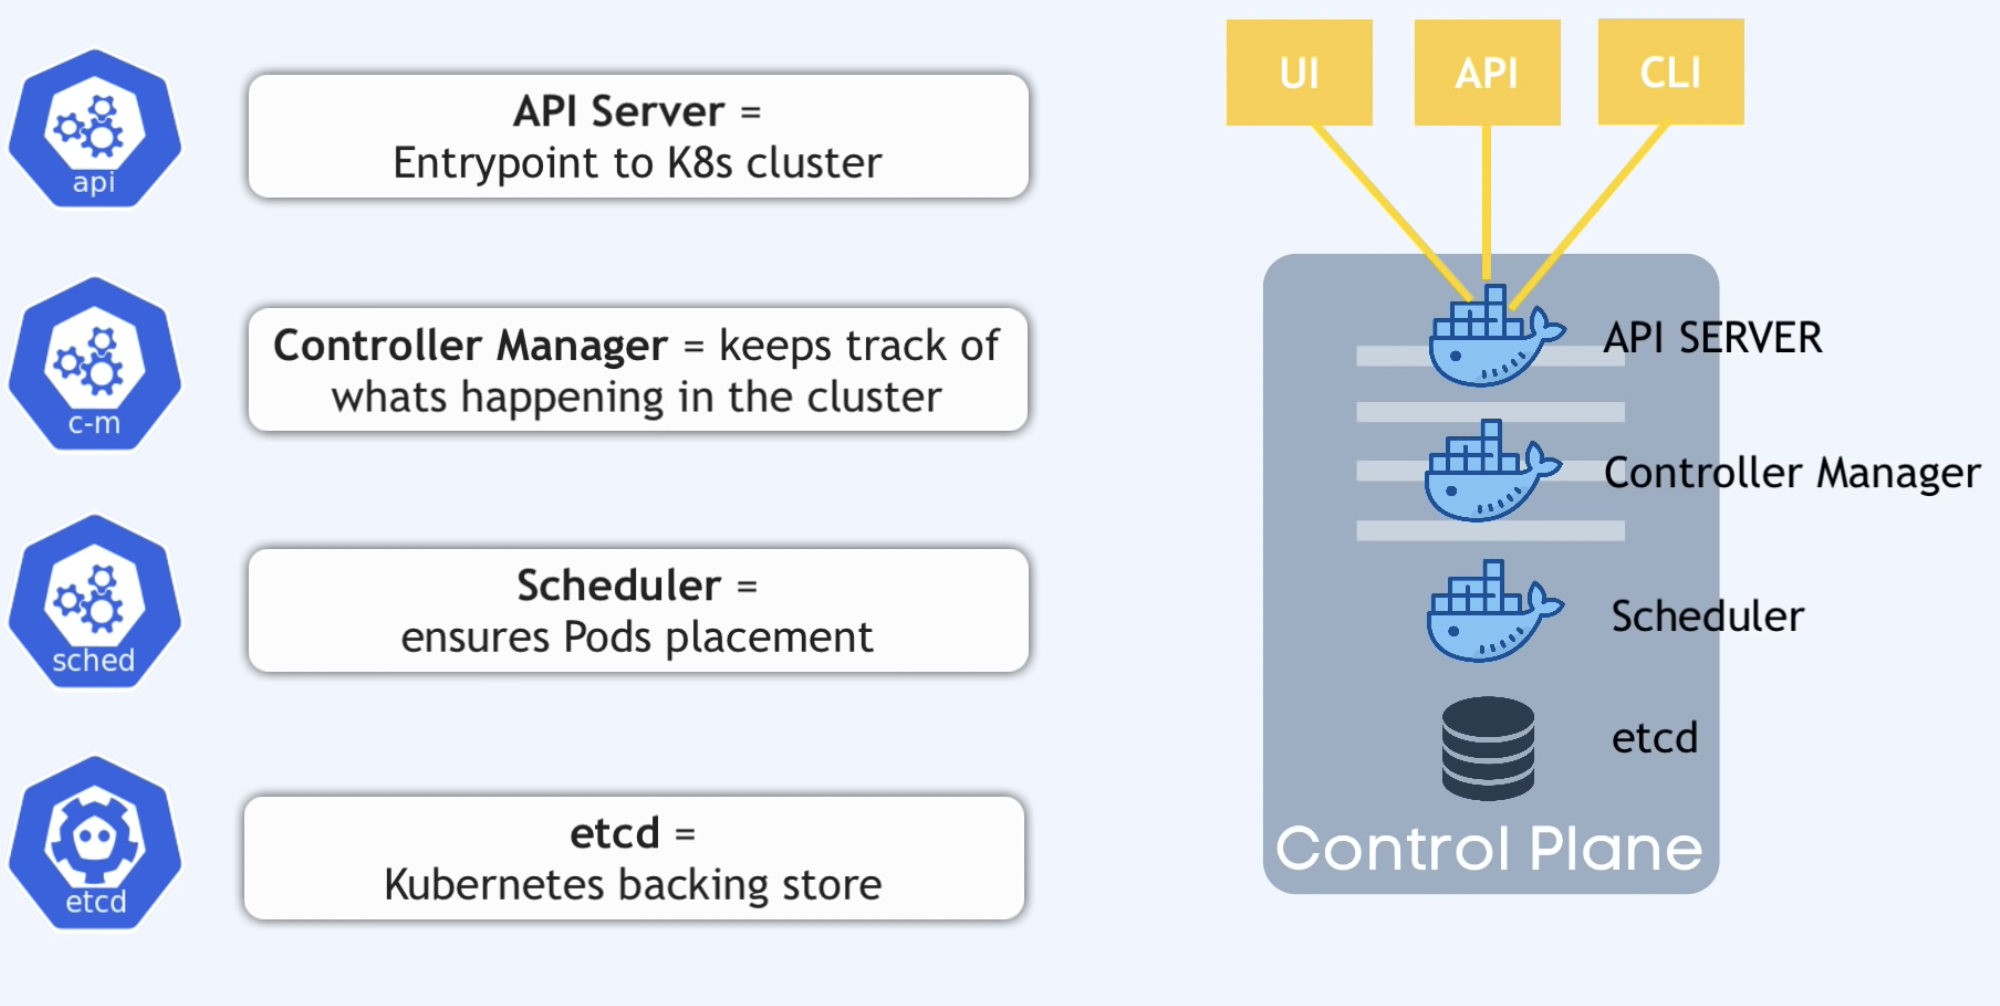 api
API Server =
Entrypoint to K8s cluster
c-m
Controller Manager = keeps track of
whats happening in the cluster
sched
Scheduler =
ensures Pods placement
etcd
etcd =
Kubernetes backing store
UI
API
CLI
API SERVER
Controller Manager
Scheduler
etcd
Control Plane